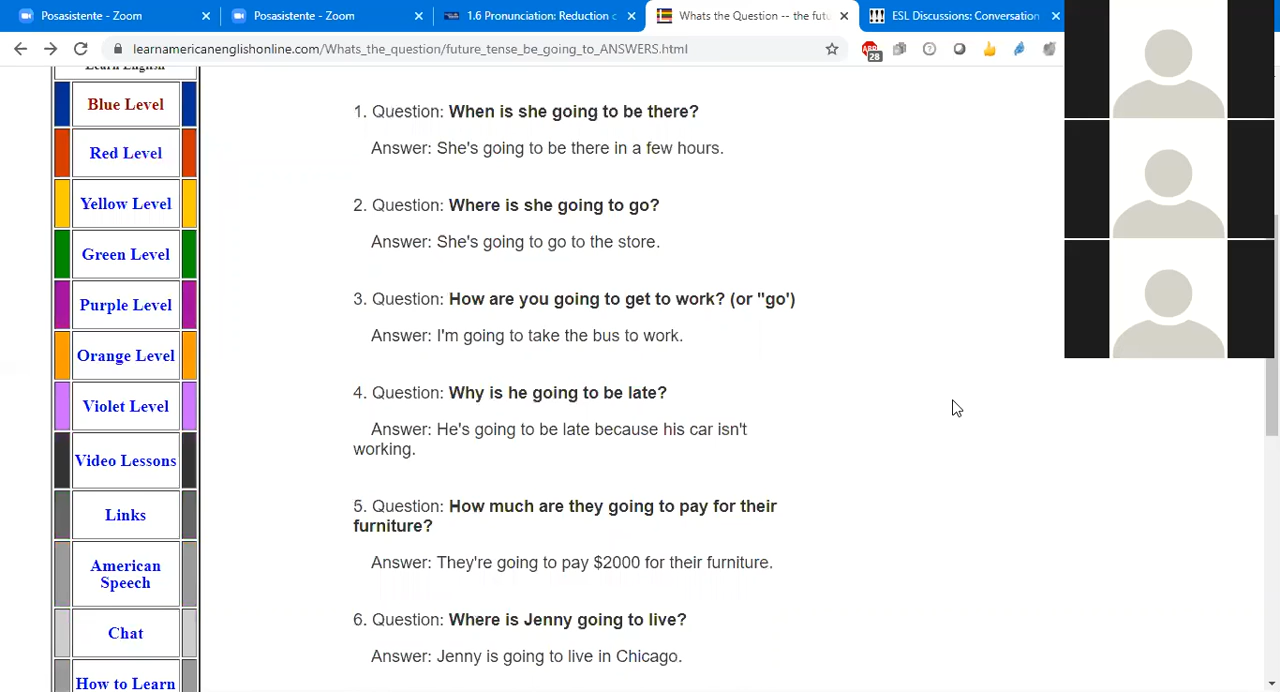 Posasistente - Zoom
Posasistente - Zoom
1.6 Pronunciation: Reduction o
Whats the Question -- the futu
ESL Discussions: Conversation
learnamericanenglishonline.com/Whats_the_question/future_tense_be_going_to_ANSWERS.html
ABP
28
Learn English
Blue Level
Red Level
Yellow Level
Green Level
Purple Level
Orange Level
Violet Level
Video Lessons
Links
American
Speech
Chat
How to Learn
1. Question: When is she going to be there?
Answer: She's going to be there in a few hours.
2. Question: Where is she going to go?
Answer: She's going to go to the store.
3. Question: How are you going to get to work? (or "go')
Answer: I'm going to take the bus to work.
4. Question: Why is he going to be late?
Answer: He's going to be late because his car isn't
working.
5. Question: How much are they going to pay for their
furniture?
Answer: They're going to pay $2000 for their furniture.
6. Question: Where is Jenny going to live?
Answer: Jenny is going to live in Chicago.